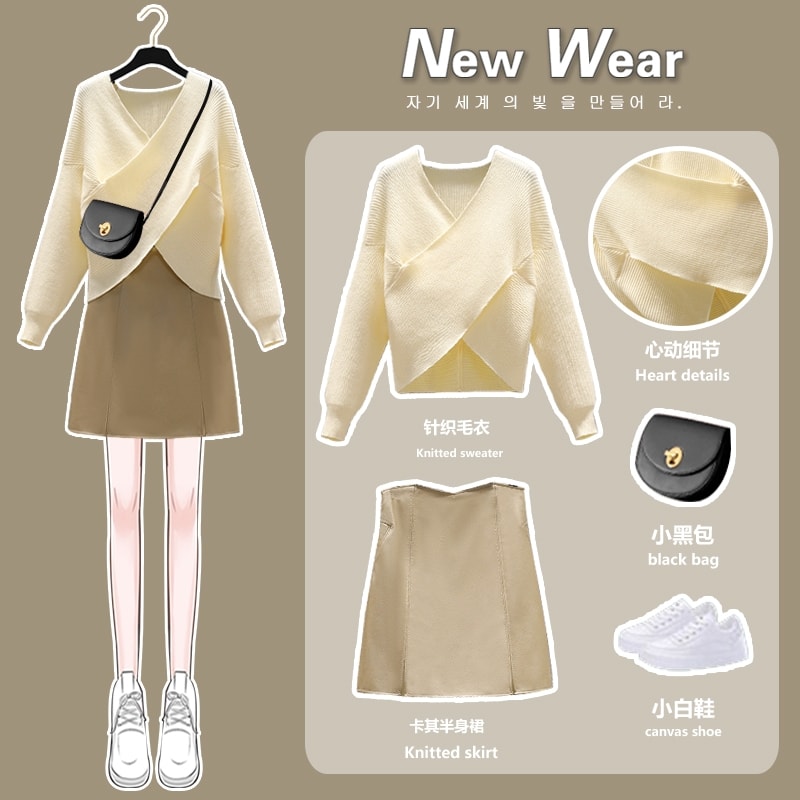 New Wear
자기 세계 의 빛 을 만들어 라.
心动细节
Heart details
针织毛衣
Knitted sweater
小黑包
black bag
小白鞋
canvas shoe
卡其半身裙
Knitted skirt